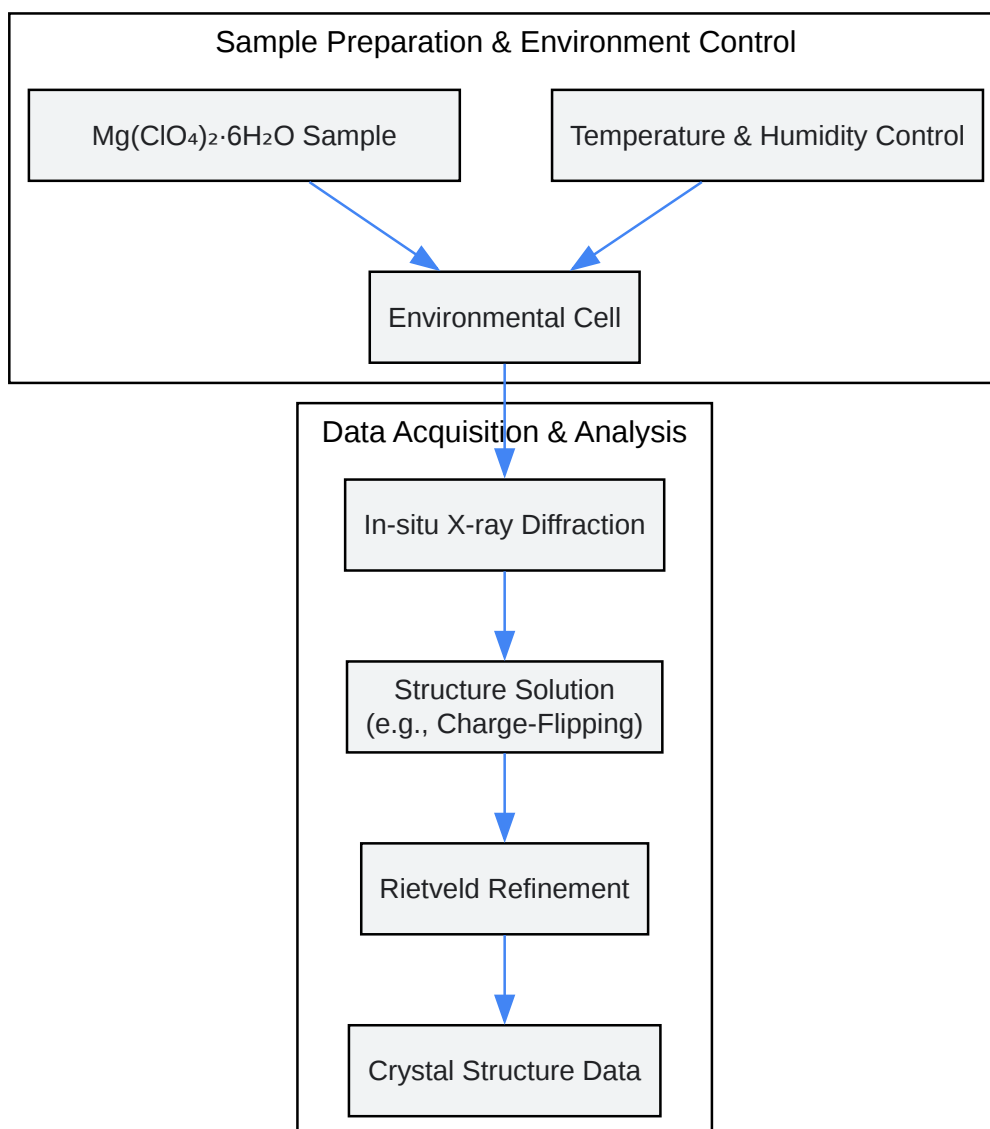 Sample Preparation & Environment Control
Mg(ClO₄)₂·6H₂O Sample
Temperature & Humidity Control
Environmental Cell
Data Acquisition & Analysis
In-situ X-ray Diffraction
Structure Solution
(e.g., Charge-Flipping)
Rietveld Refinement
Crystal Structure Data